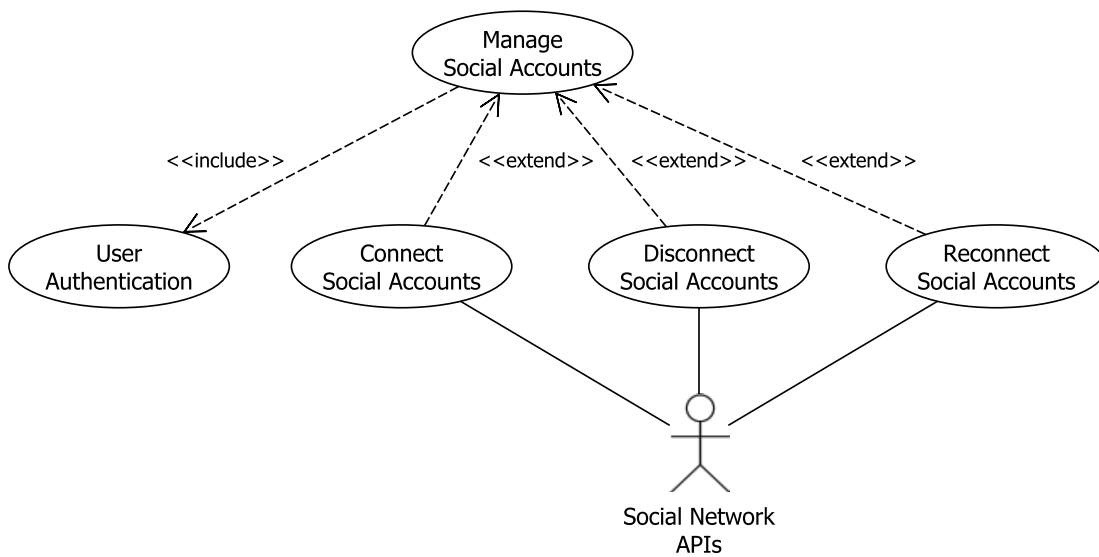 Manage
Social Accounts
<<include>>
<<extend>>
<<extend>>
<<extend>>
User
Authentication
Connect
Social Accounts
Disconnect
Social Accounts
Reconnect
Social Accounts
Social Network
APIs